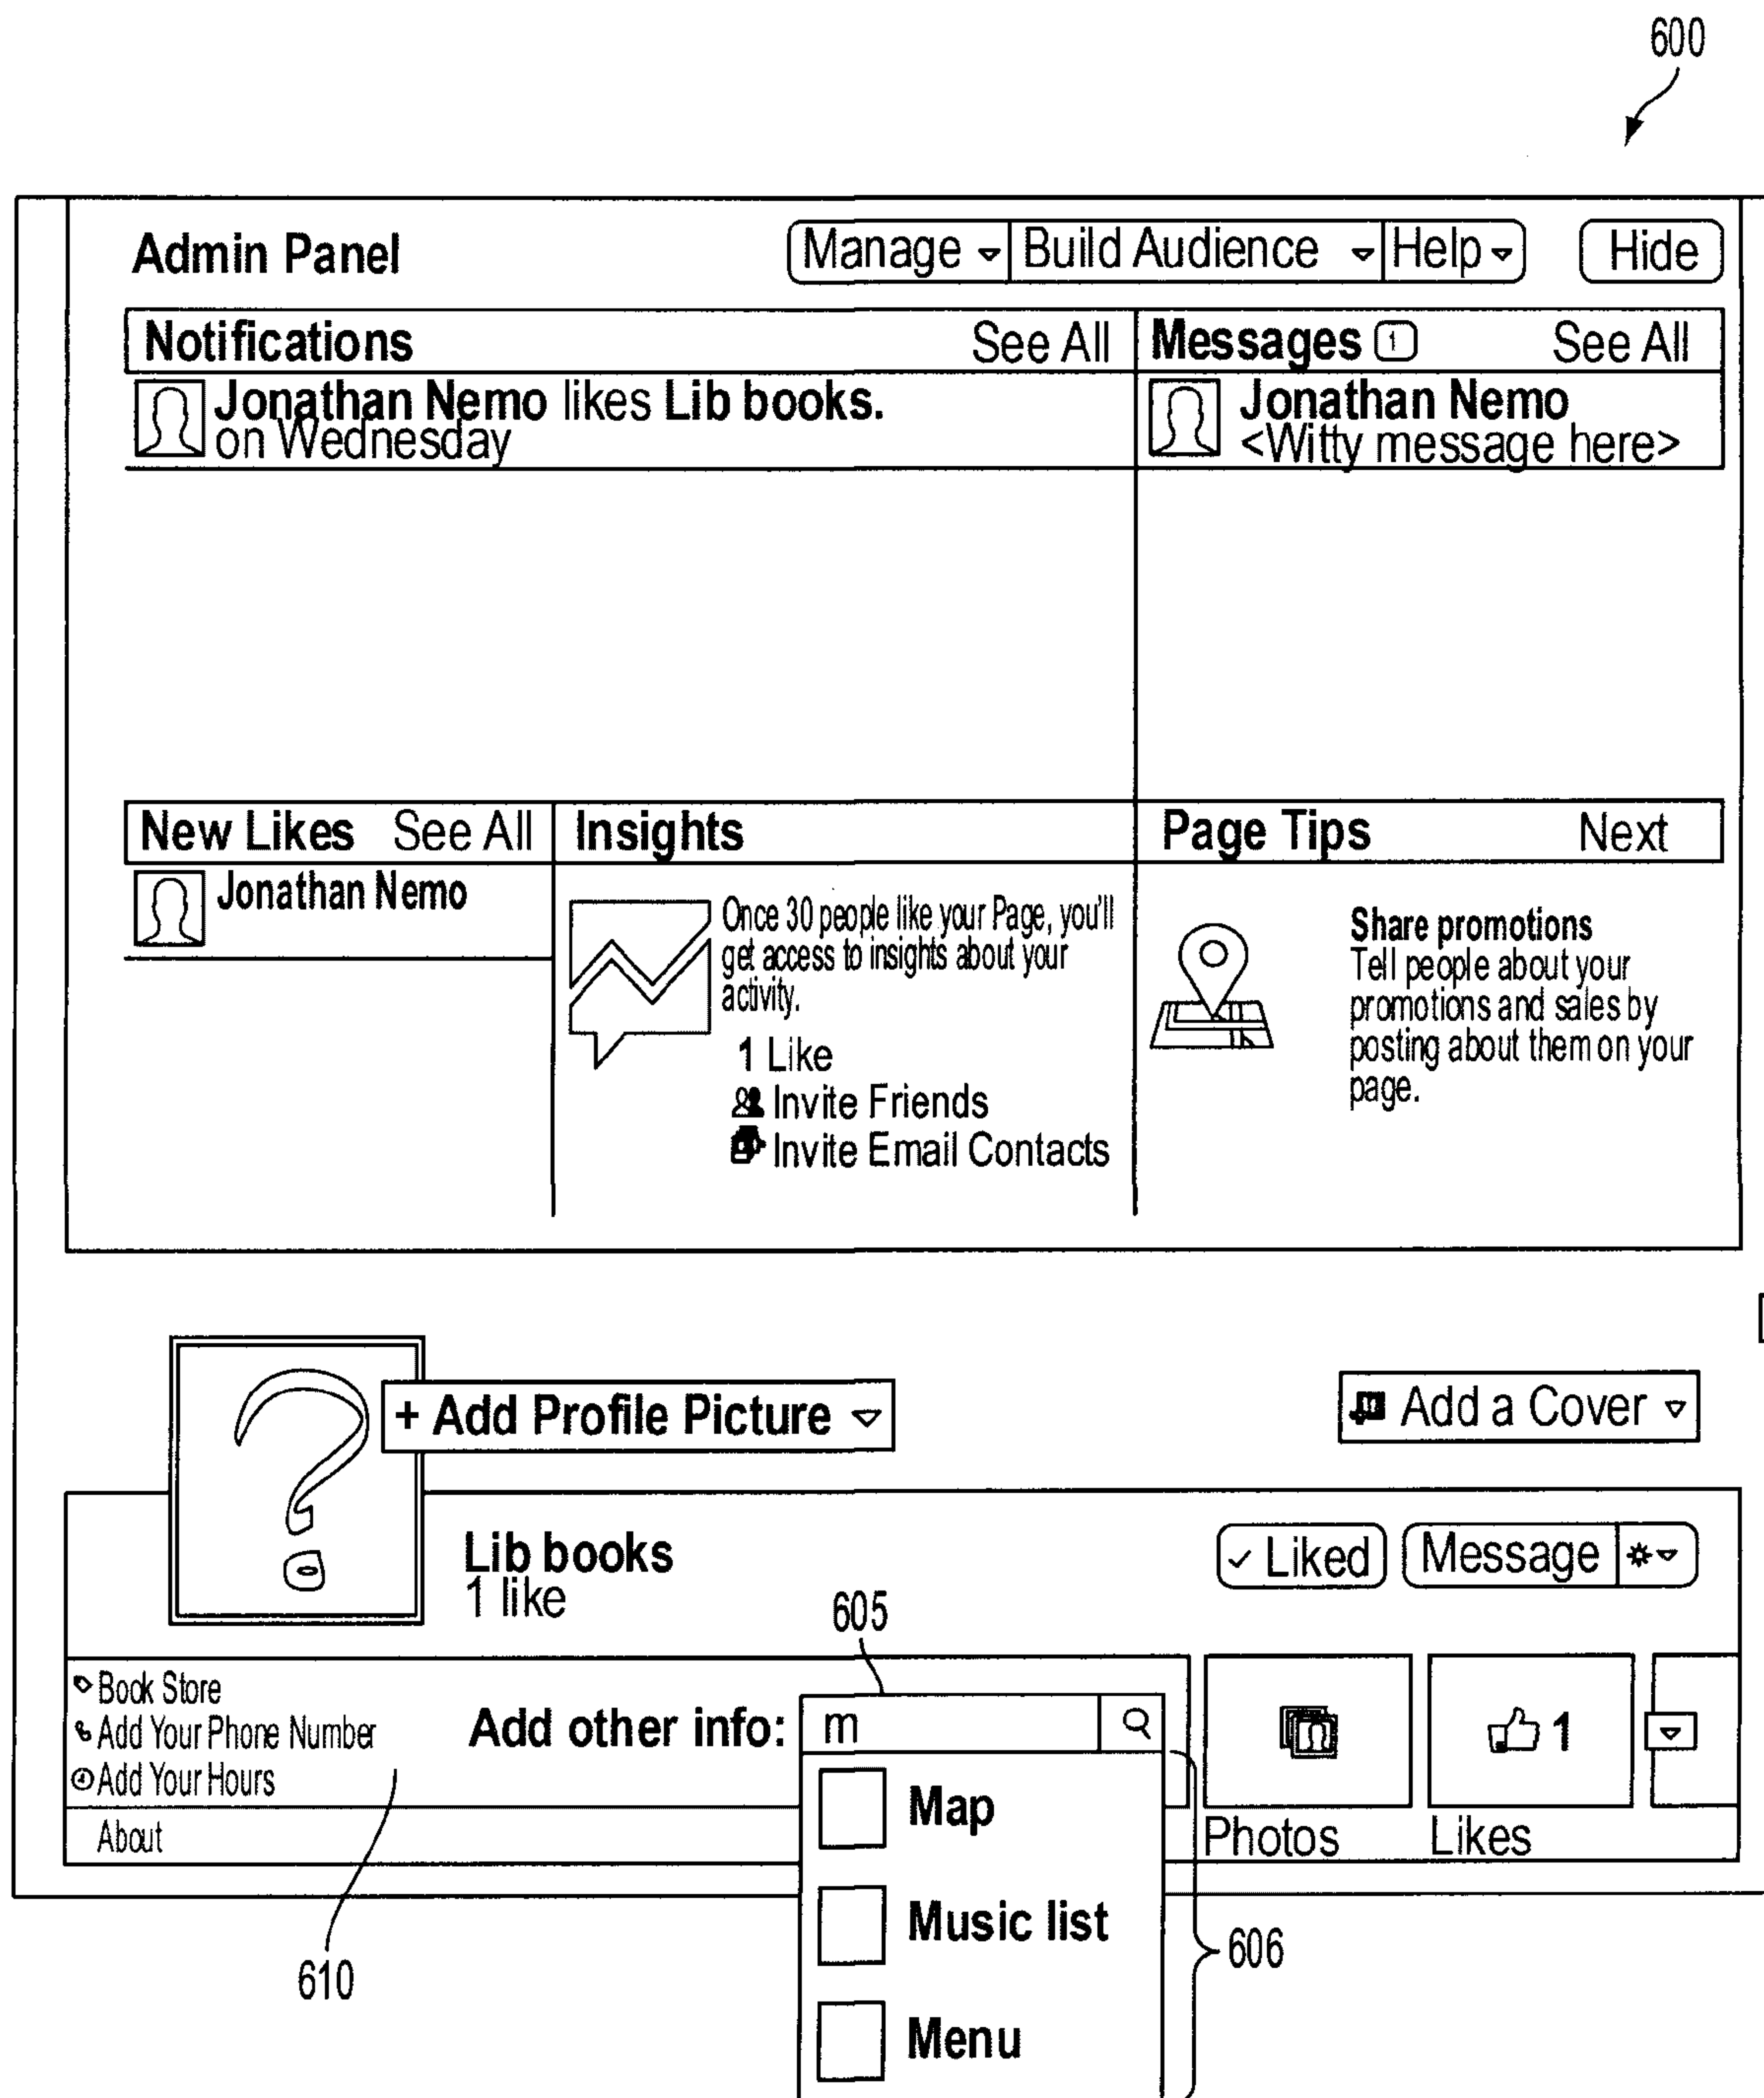 600
Admin Panel Manage Build Audience Help Hide
Notifications See All Messages 1 See All
Jonathan Nemo likes Lib books.
on Wednesday
Jonathan Nemo
<Witty message here>
New Likes See All Insights Page Tips Next
Jonathan Nemo
Once 30 people like your Page, you'll
get access to insights about your
activity.
1 Like
Invite Friends
Invite Email Contacts
Share promotions
Tell people about your
promotions and sales by
posting about them on your
page.
+ Add Profile Picture
Add a Cover
Lib books
1 like
Liked Message
605
Book Store
Add Your Phone Number
Add Your Hours
About
Add other info: m
Map
Music list
Menu
1
Photos Likes
606
610